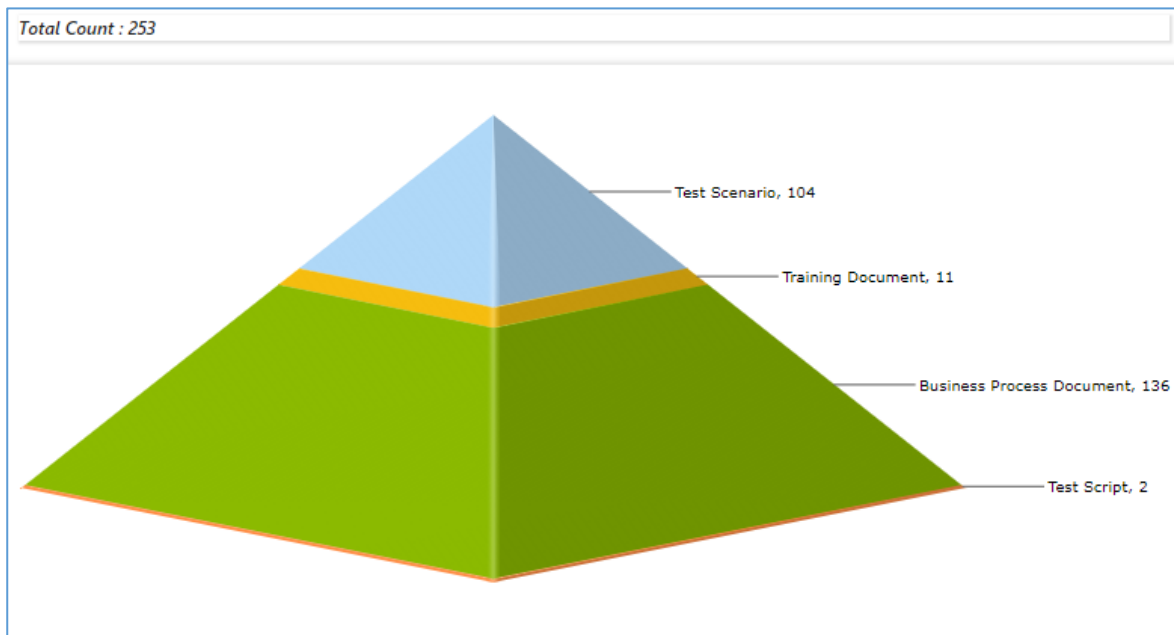 Total Count : 253
Test Scenario, 104
Training Document, 11
Business Process Document, 136
Test Script, 2